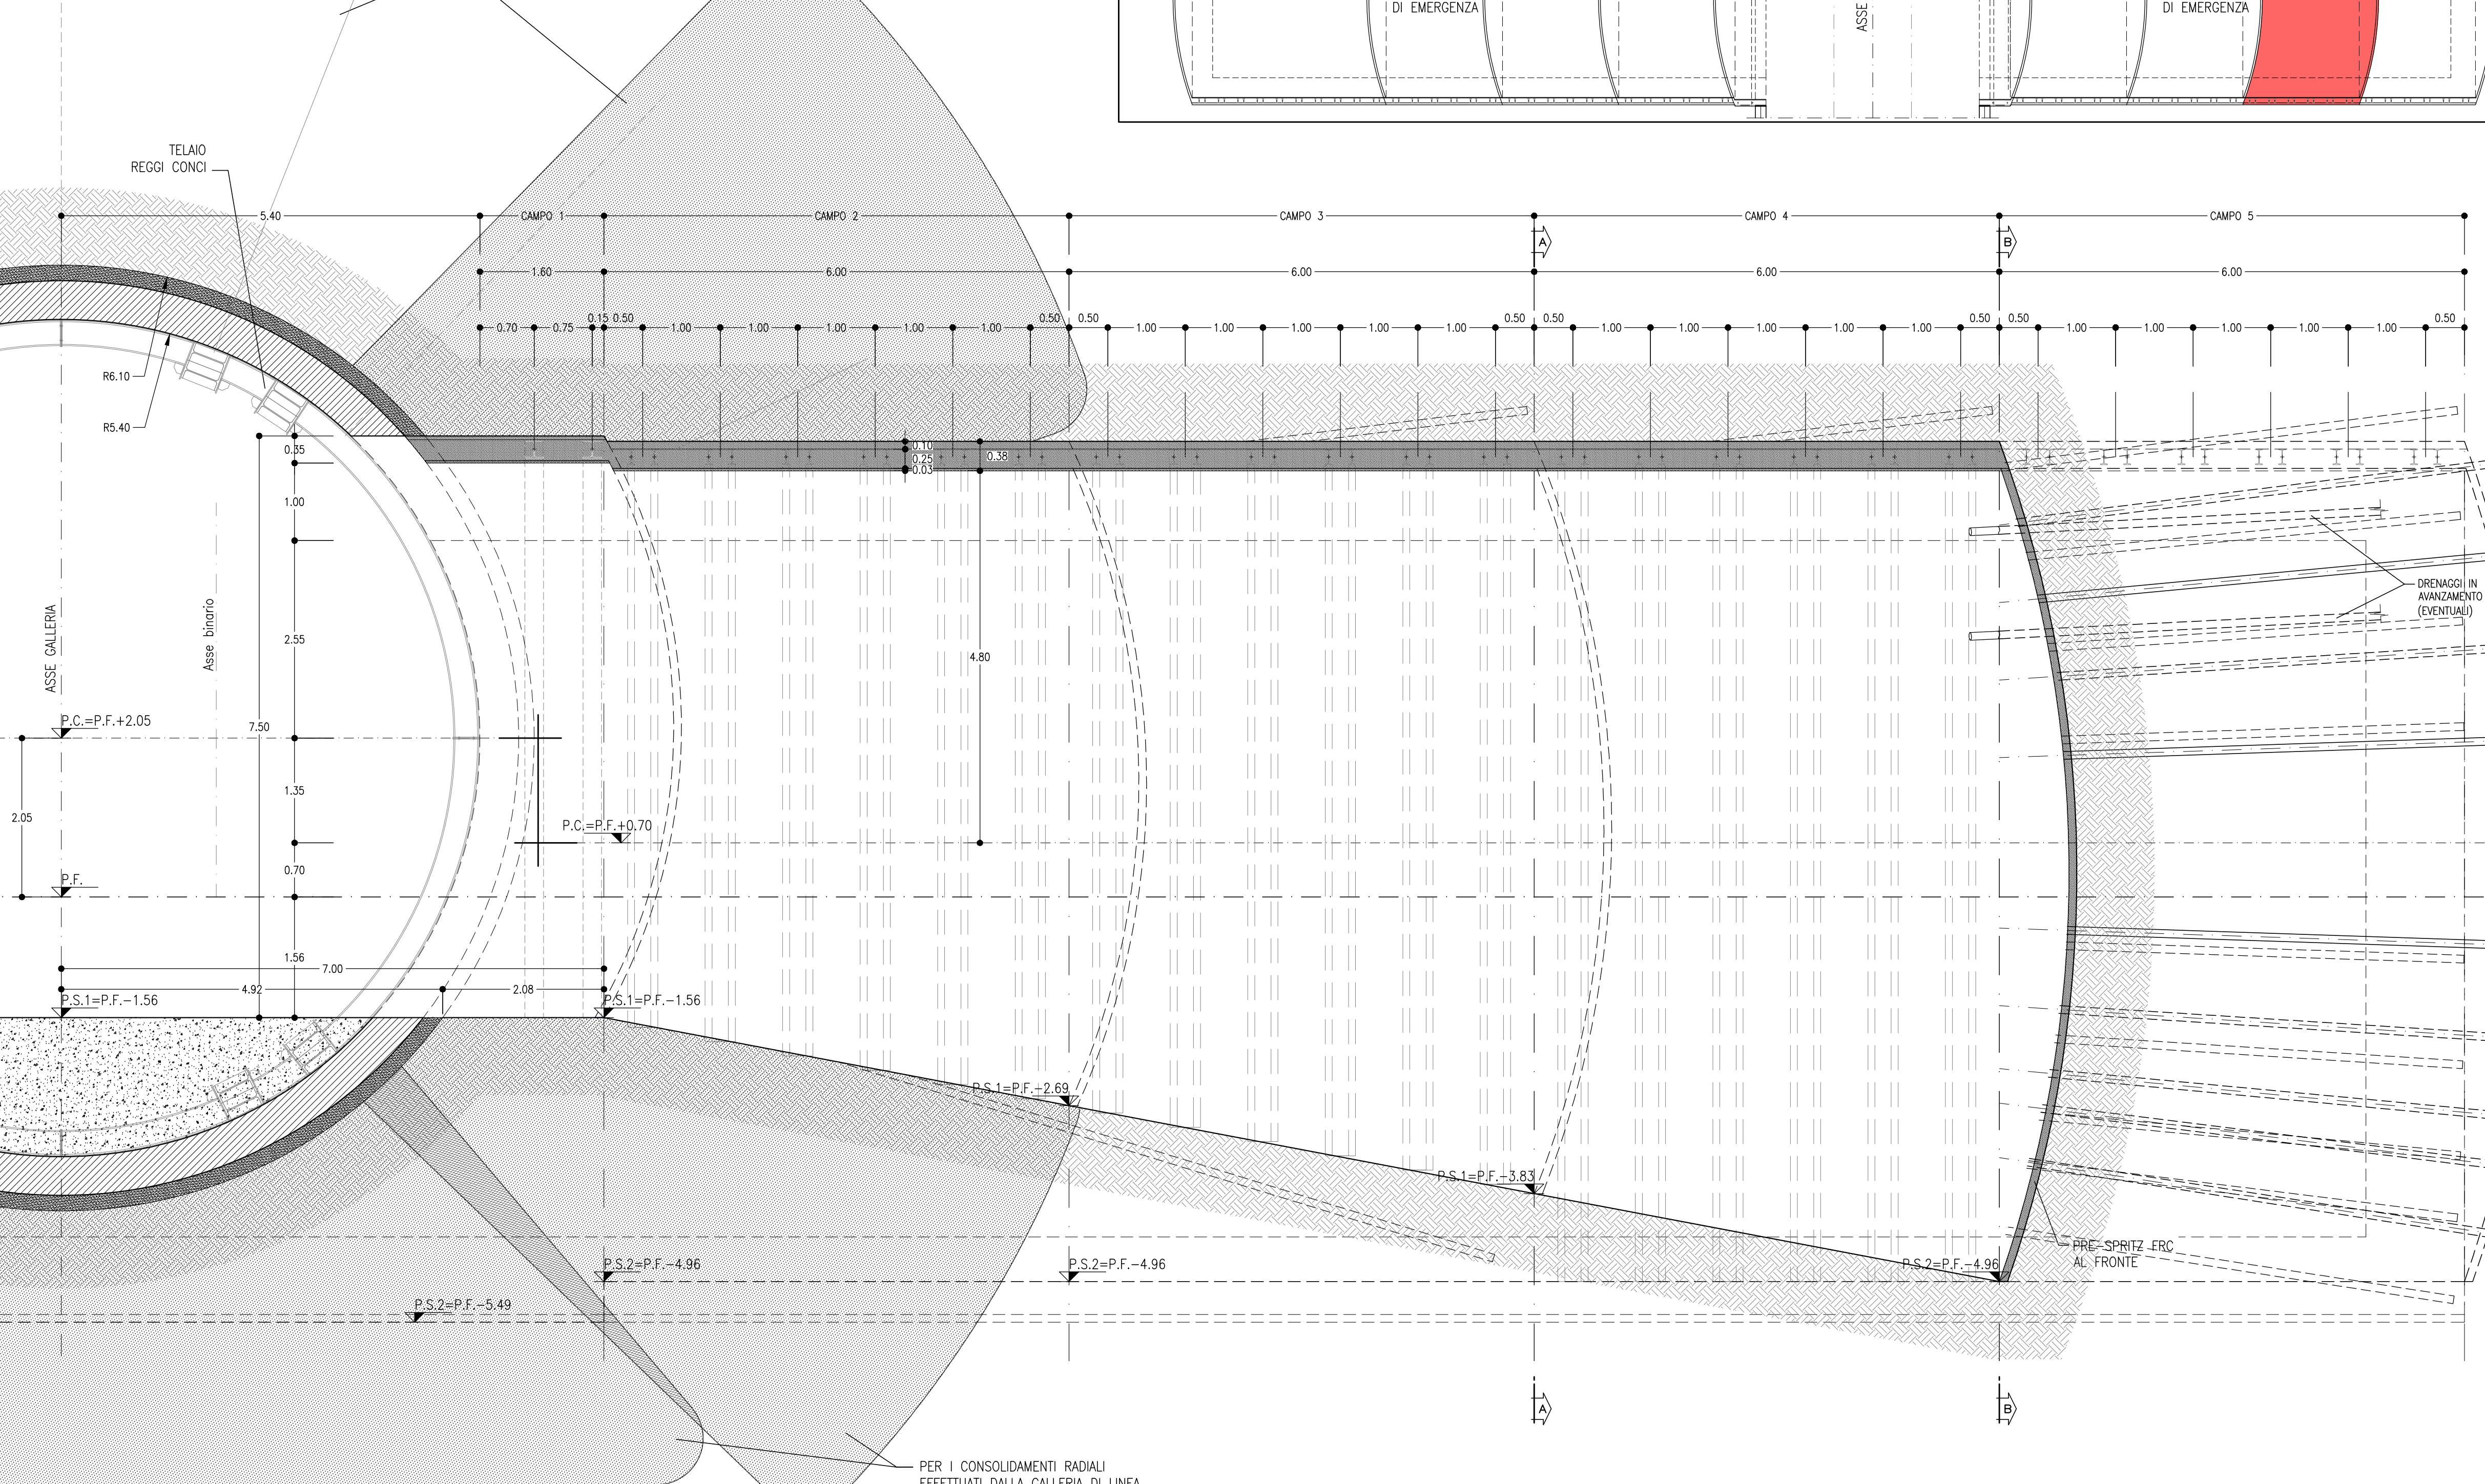 DI EMERGENZA
ASSE
DI EMERGENZA
TELAIO
REGGI CONCI
5.40
CAMPO 1
CAMPO 2
CAMPO 3
CAMPO 4
CAMPO 5
A
B
1.60
6.00
6.00
6.00
6.00
0.70
0.75
0.15
0.50
1.00
1.00
1.00
1.00
1.00
0.50
0.50
1.00
1.00
1.00
1.00
1.00
0.50
0.50
1.00
1.00
1.00
1.00
1.00
0.50
0.50
1.00
1.00
1.00
1.00
1.00
0.50
R6.10
R5.40
0.35
1.00
2.55
1.35
0.70
1.56
7.50
2.05
0.10
0.25
0.03
0.38
4.80
ASSE GALLERIA
Asse binario
P.C.=P.F.+2.05
P.C.=P.F.+0.70
P.F.
DRENAGGI IN
AVANZAMENTO
(EVENTUALI)
7.00
4.92
2.08
P.S.1=P.F.-1.56
P.S.1=P.F.-1.56
P.S.1=P.F.-2.69
P.S.1=P.F.-3.83
P.S.2=P.F.-4.96
P.S.2=P.F.-4.96
P.S.2=P.F.-4.96
P.S.2=P.F.-5.49
PRE-SPRITZ FRC
AL FRONTE
A
B
PER I CONSOLIDAMENTI RADIALI
EFFETTUATI DALLA GALLERIA DI LINEA